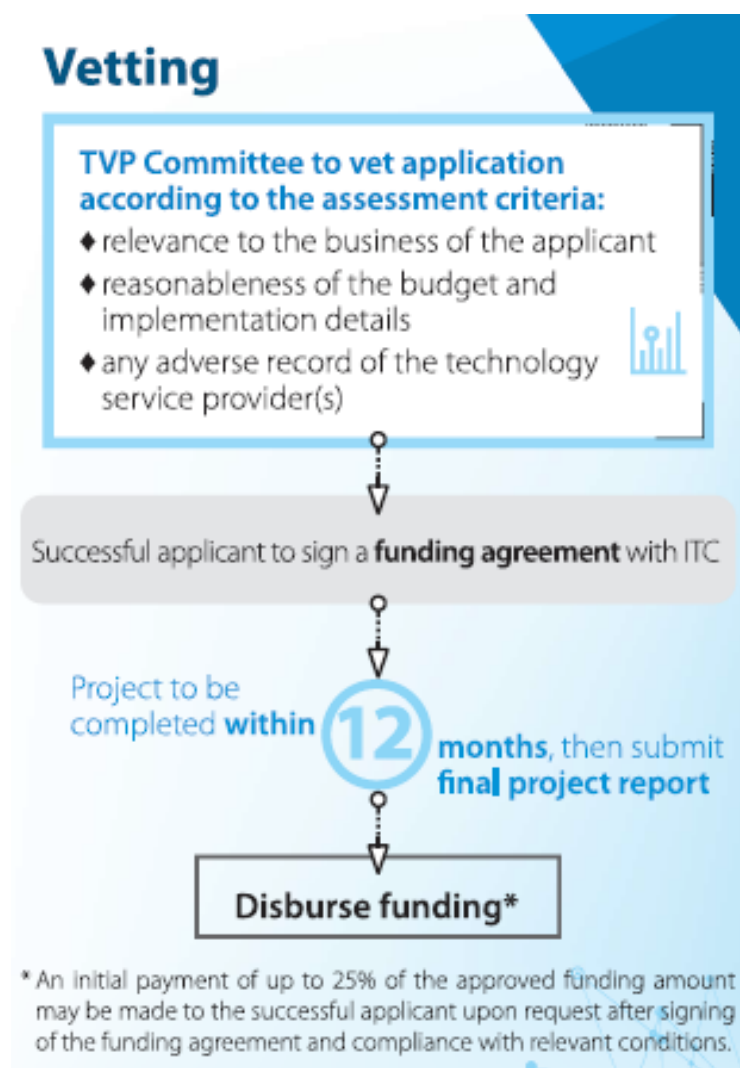 Vetting
TVP Committee to vet application
according to the assessment criteria:
♦ relevance to the business of the applicant
♦ reasonableness of the budget and
implementation details
♦ any adverse record of the technology
service provider(s)
Successful applicant to sign a funding agreement with ITC
Project to be
completed within
12
months, then submit
final project report
Disburse funding*
* An initial payment of up to 25% of the approved funding amount
may be made to the successful applicant upon request after signing
of the funding agreement and compliance with relevant conditions.